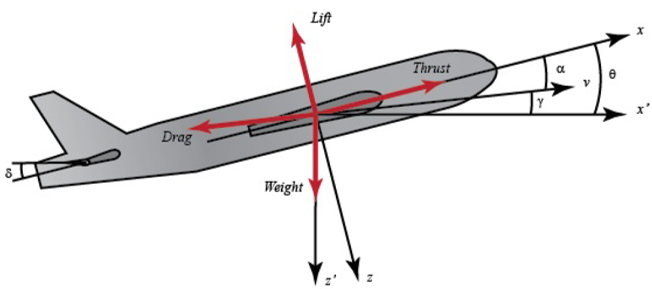 Lift
x
Thrust
α
v
θ
γ
x'
Drag
δ
Weight
z'
z